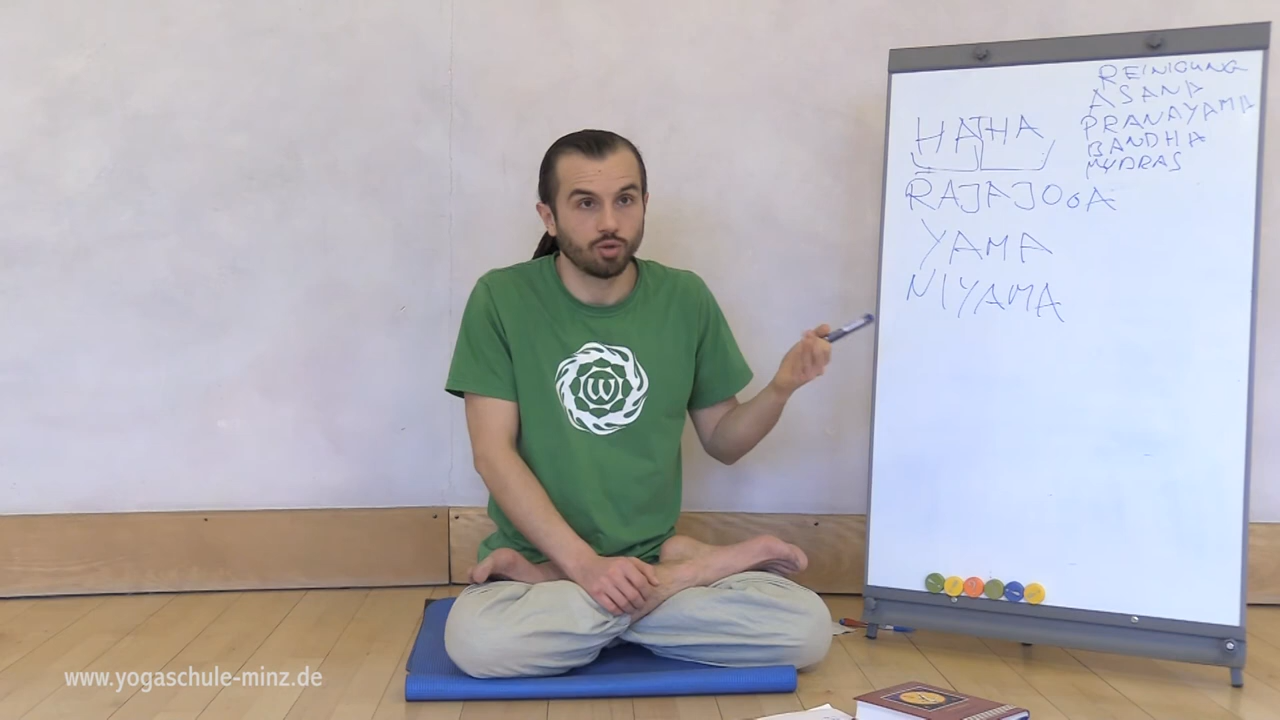 HATHA
RAJAJOGA
YAMA
NIYAMA
REINIGUNG
ASANA
PRANAYAMA
BANDHA
MUDRAS
W
www.yogaschule-minz.de